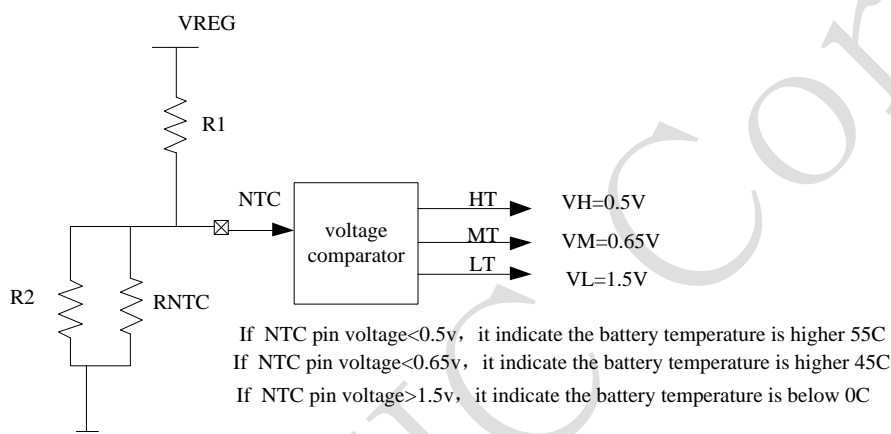 VREG
R1
NTC
HT
VH=0.5V
voltage
comparator
MT
VM=0.65V
LT
VL=1.5V
R2
RNTC
If NTC pin voltage<0.5v，it indicate the battery temperature is higher 55C
If NTC pin voltage<0.65v，it indicate the battery temperature is higher 45C
If NTC pin voltage>1.5v，it indicate the battery temperature is below 0C